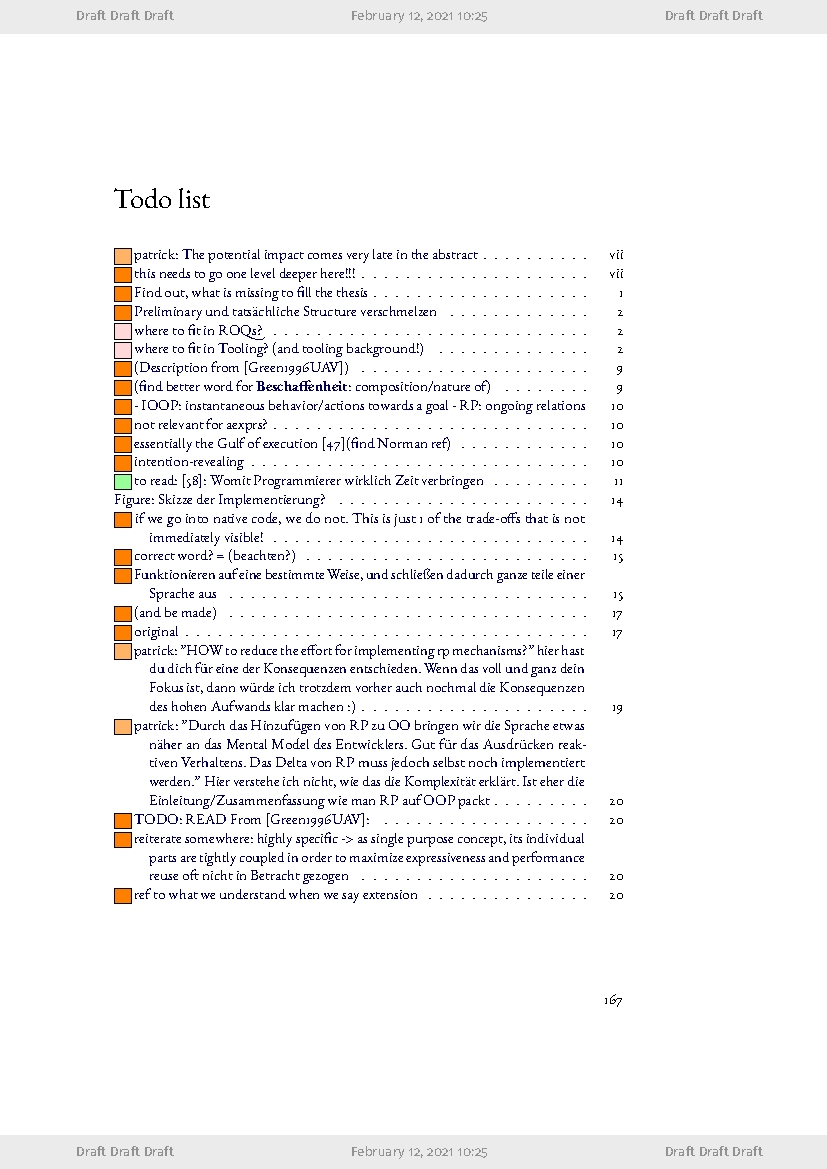 Draft Draft Draft February 12, 2021 10:25 Draft Draft Draft
Todo list
patrick: The potential impact comes very late in the abstract . . . . . . . . . . vii
this needs to go one level deeper here!!! . . . . . . . . . . . . . . . . . . . . . vii
Find out, what is missing to fill the thesis . . . . . . . . . . . . . . . . . . . . 1
Preliminary und tatsächliche Structure verschmelzen . . . . . . . . . . . . . 2
where to fit in ROQs? . . . . . . . . . . . . . . . . . . . . . . . . . . . . . 2
where to fit in Tooling? (and tooling background!) . . . . . . . . . . . . . . 2
(Description from [Green1996UAV]) . . . . . . . . . . . . . . . . . . . . . 9
(find better word for Beschaffenheit: composition/nature of) . . . . . . . . 9
- IOOP: instantaneous behavior/actions towards a goal - RP: ongoing relations 10
not relevant for aexprs? . . . . . . . . . . . . . . . . . . . . . . . . . . . . . 10
essentially the Gulf of execution [47](find Norman ref) . . . . . . . . . . . . 10
intention-revealing . . . . . . . . . . . . . . . . . . . . . . . . . . . . . . . 10
to read: [58]: Womit Programmierer wirklich Zeit verbringen . . . . . . . . . 11
Figure: Skizze der Implementierung? . . . . . . . . . . . . . . . . . . . . . . 14
if we go into native code, we do not. This is just 1 of the trade-offs that is not
immediately visible! . . . . . . . . . . . . . . . . . . . . . . . . . . . . . 14
correct word? = (beachten?) . . . . . . . . . . . . . . . . . . . . . . . . . . 15
Funktionieren auf eine bestimmte Weise, und schließen dadurch ganze teile einer
Sprache aus . . . . . . . . . . . . . . . . . . . . . . . . . . . . . . . . . 15
(and be made) . . . . . . . . . . . . . . . . . . . . . . . . . . . . . . . . . 17
original . . . . . . . . . . . . . . . . . . . . . . . . . . . . . . . . . . . . . 17
patrick: ”HOW to reduce the effort for implementing rp mechanisms?” hier hast
du dich für eine der Konsequenzen entschieden. Wenn das voll und ganz dein
Fokus ist, dann würde ich trotzdem vorher auch nochmal die Konsequenzen
des hohen Aufwands klar machen :) . . . . . . . . . . . . . . . . . . . . . 19
patrick: ”Durch das Hinzufügen von RP zu OO bringen wir die Sprache etwas
näher an das Mental Model des Entwicklers. Gut für das Ausdrücken reak-
tiven Verhaltens. Das Delta von RP muss jedoch selbst noch implementiert
werden.” Hier verstehe ich nicht, wie das die Komplexität erklärt. Ist eher die
Einleitung/Zusammenfassung wie man RP auf OOP packt . . . . . . . . . 20
TODO: READ From [Green1996UAV]: . . . . . . . . . . . . . . . . . . . 20
reiterate somewhere: highly specific -> as single purpose concept, its individual
parts are tightly coupled in order to maximize expressiveness and performance
reuse oft nicht in Betracht gezogen . . . . . . . . . . . . . . . . . . . . . 20
ref to what we understand when we say extension . . . . . . . . . . . . . . . 20
167
Draft Draft Draft February 12, 2021 10:25 Draft Draft Draft